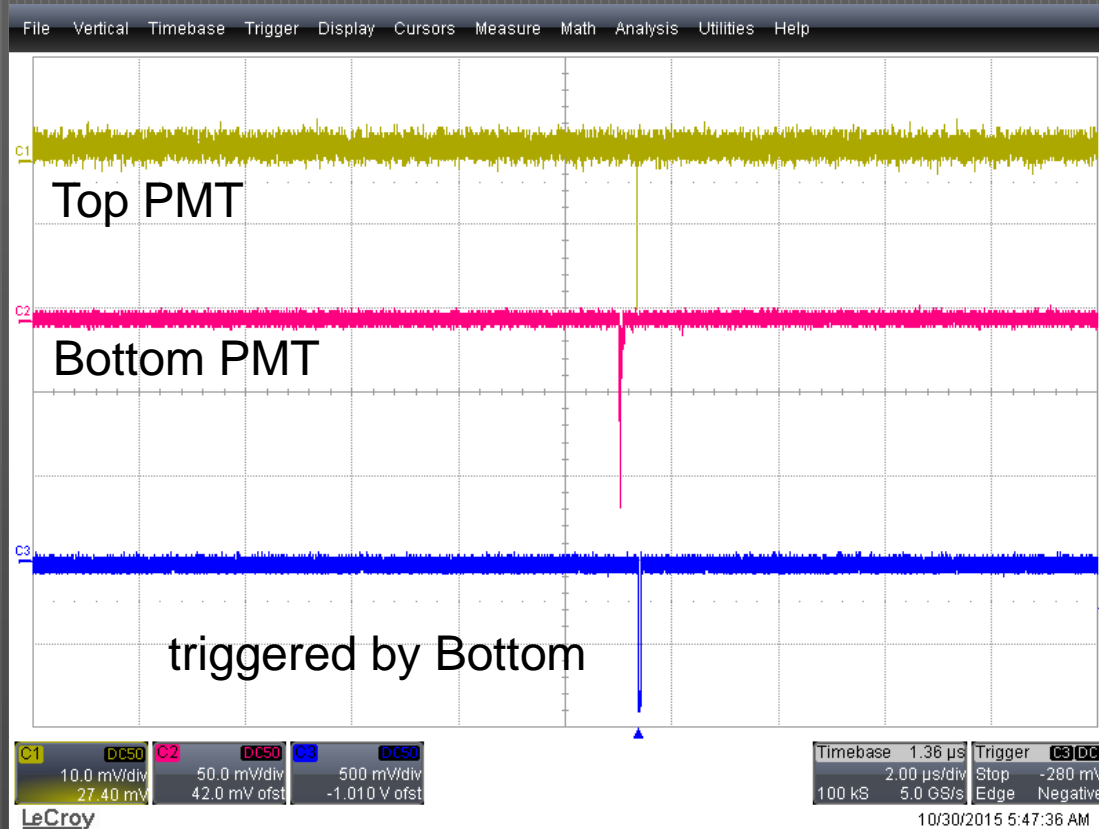 File Vertical Timebase Trigger Display Cursors Measure Math Analysis Utilities Help
C1
Top PMT
C2
Bottom PMT
C3
triggered by Bottom
C1 DC50 C2 DC50 C3 DC50 Timebase 1.36 µs Trigger C3 DC
10.0 mV/div 50.0 mV/div 500 mV/div 2.00 µs/div Stop -280 mV
27.40 mV 42.0 mV ofst -1.010 V ofst 100 kS 5.0 GS/s Edge Negative
LeCroy 10/30/2015 5:47:36 AM